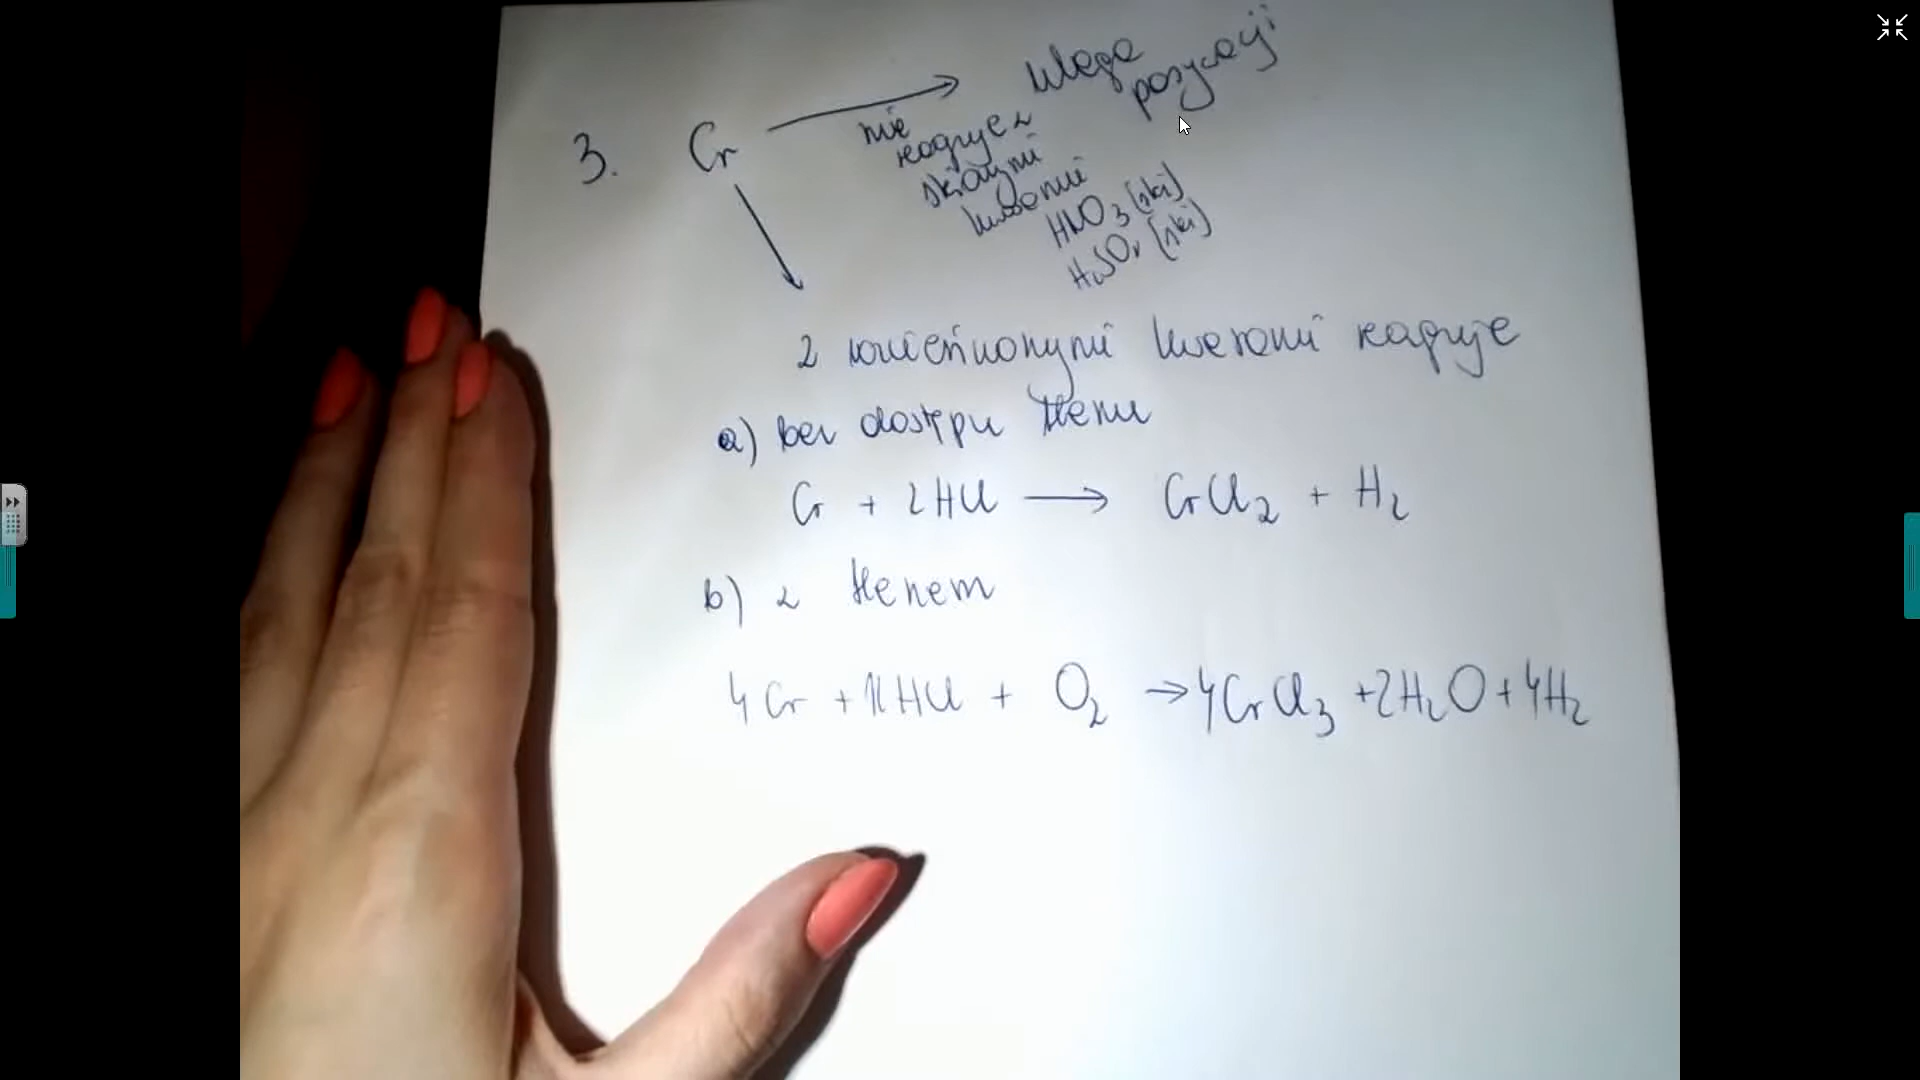 3. Cr → ulega pasywacji
nie
reaguje z
stężonymi
kwasami
HNO3 (stęż)
H2SO4 (stęż)
z rozcieńczonymi kwasami reaguje
a) bez dostępu tlenu
Cr + 2HCl → CrCl2 + H2
b) z tlenem
4Cr + 12HCl + O2 → 4CrCl3 + 2H2O + 4H2